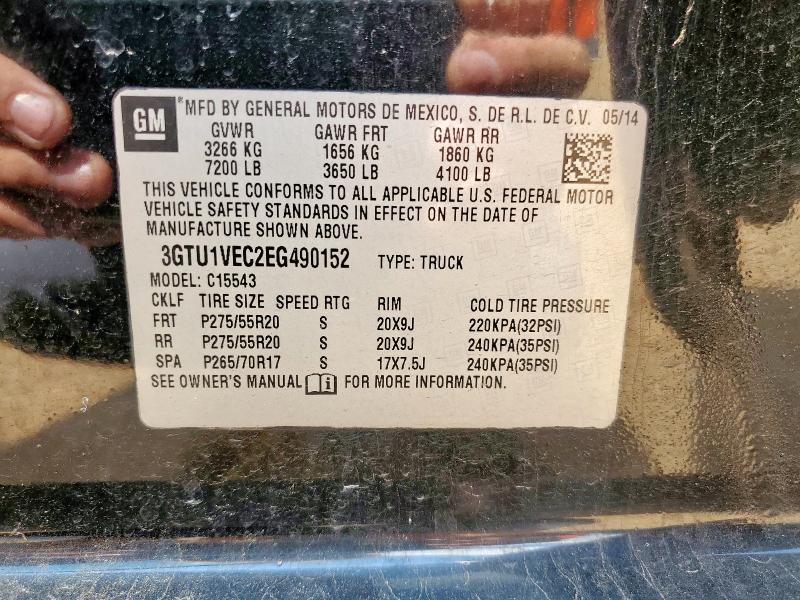 GM ® MFD BY GENERAL MOTORS DE MEXICO, S. DE R.L. DE C.V. 05/14
GVWR GAWR FRT GAWR RR
3266 KG 1656 KG 1860 KG
7200 LB 3650 LB 4100 LB
THIS VEHICLE CONFORMS TO ALL APPLICABLE U.S. FEDERAL MOTOR
VEHICLE SAFETY STANDARDS IN EFFECT ON THE DATE OF
MANUFACTURE SHOWN ABOVE.
3GTU1VEC2EG490152 TYPE: TRUCK
MODEL: C15543
CKLF TIRE SIZE SPEED RTG RIM COLD TIRE PRESSURE
FRT P275/55R20 S 20X9J 220KPA(32PSI)
RR P275/55R20 S 20X9J 240KPA(35PSI)
SPA P265/70R17 S 17X7.5J 240KPA(35PSI)
SEE OWNER'S MANUAL i FOR MORE INFORMATION.